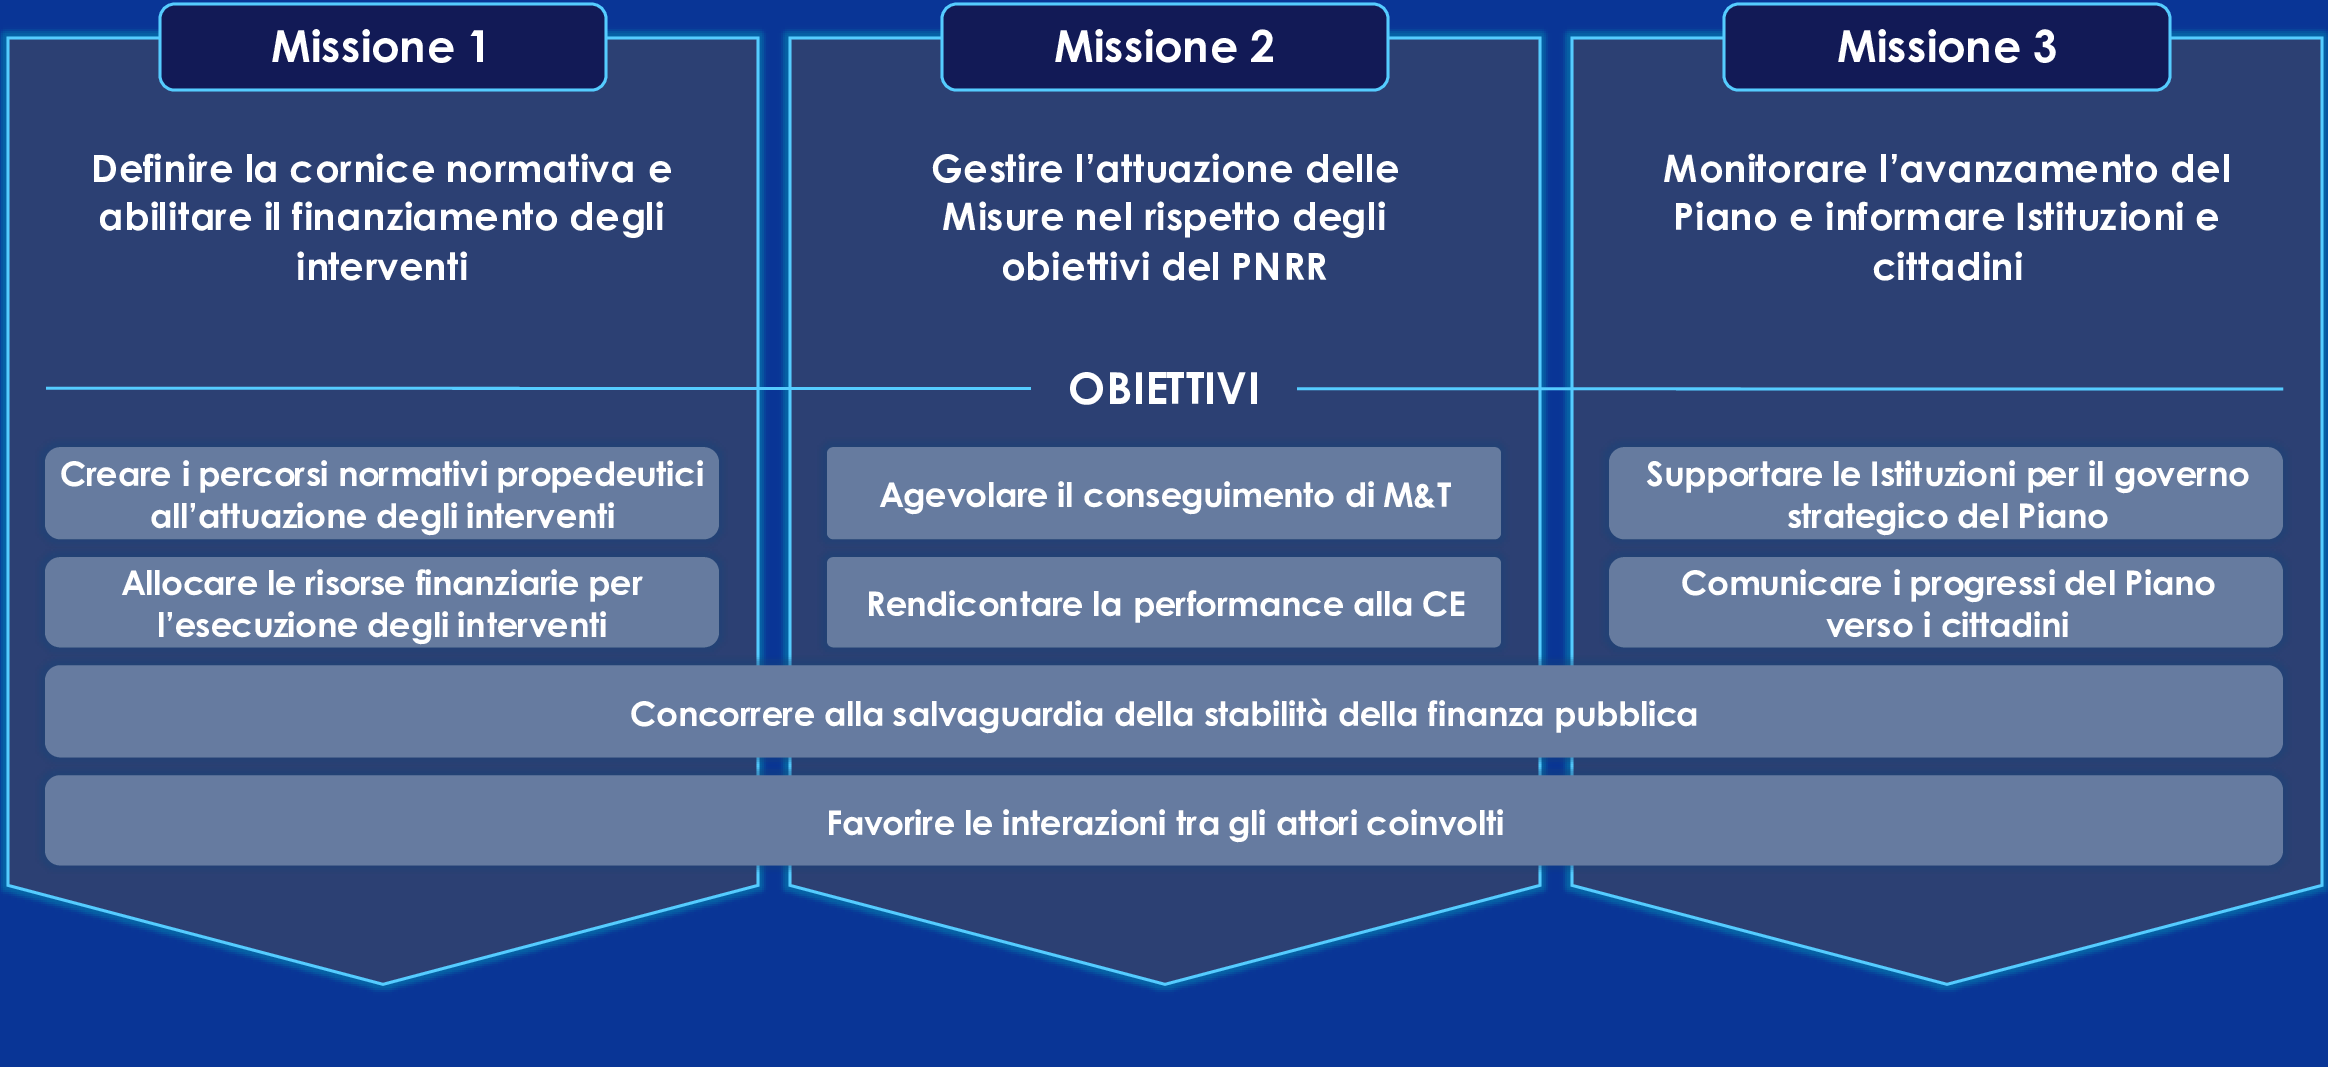 Missione 1
Definire la cornice normativa e
abilitare il finanziamento degli
interventi
Missione 2
Gestire l’attuazione delle
Misure nel rispetto degli
obiettivi del PNRR
Missione 3
Monitorare l’avanzamento del
Piano e informare Istituzioni e
cittadini
OBIETTIVI
Creare i percorsi normativi propedeutici
all’attuazione degli interventi
Allocare le risorse finanziarie per
l’esecuzione degli interventi
Agevolare il conseguimento di M&T
Rendicontare la performance alla CE
Supportare le Istituzioni per il governo
strategico del Piano
Comunicare i progressi del Piano
verso i cittadini
Concorrere alla salvaguardia della stabilità della finanza pubblica
Favorire le interazioni tra gli attori coinvolti